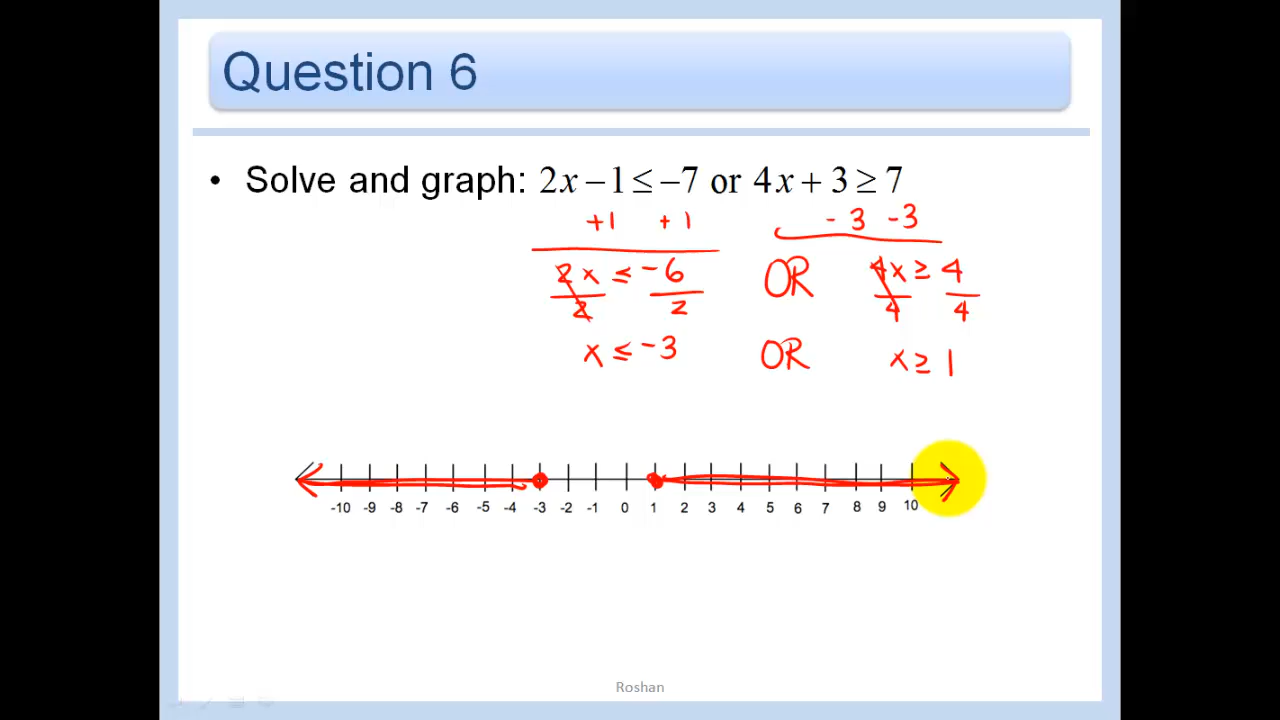 Question 6
• Solve and graph: 2x − 1 ≤ −7 or 4x + 3 ≥ 7
+1 +1 - 3 -3
2x ≤ -6 OR 4x ≥ 4
2 2 4 4
x ≤ -3 OR x ≥ 1
-10 -9 -8 -7 -6 -5 -4 -3 -2 -1 0 1 2 3 4 5 6 7 8 9 10
Roshan